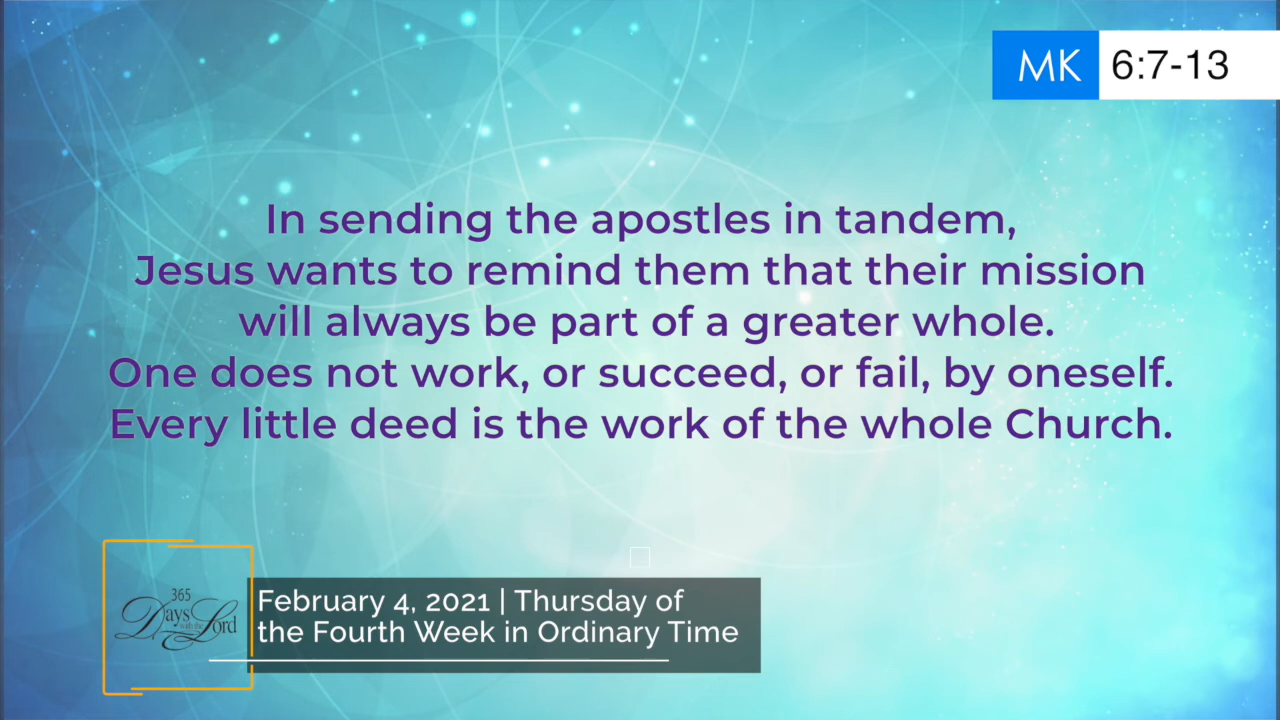 MK 6:7-13
In sending the apostles in tandem,
Jesus wants to remind them that their mission
will always be part of a greater whole.
One does not work, or succeed, or fail, by oneself.
Every little deed is the work of the whole Church.
365
Days with the Lord
February 4, 2021 | Thursday of
the Fourth Week in Ordinary Time